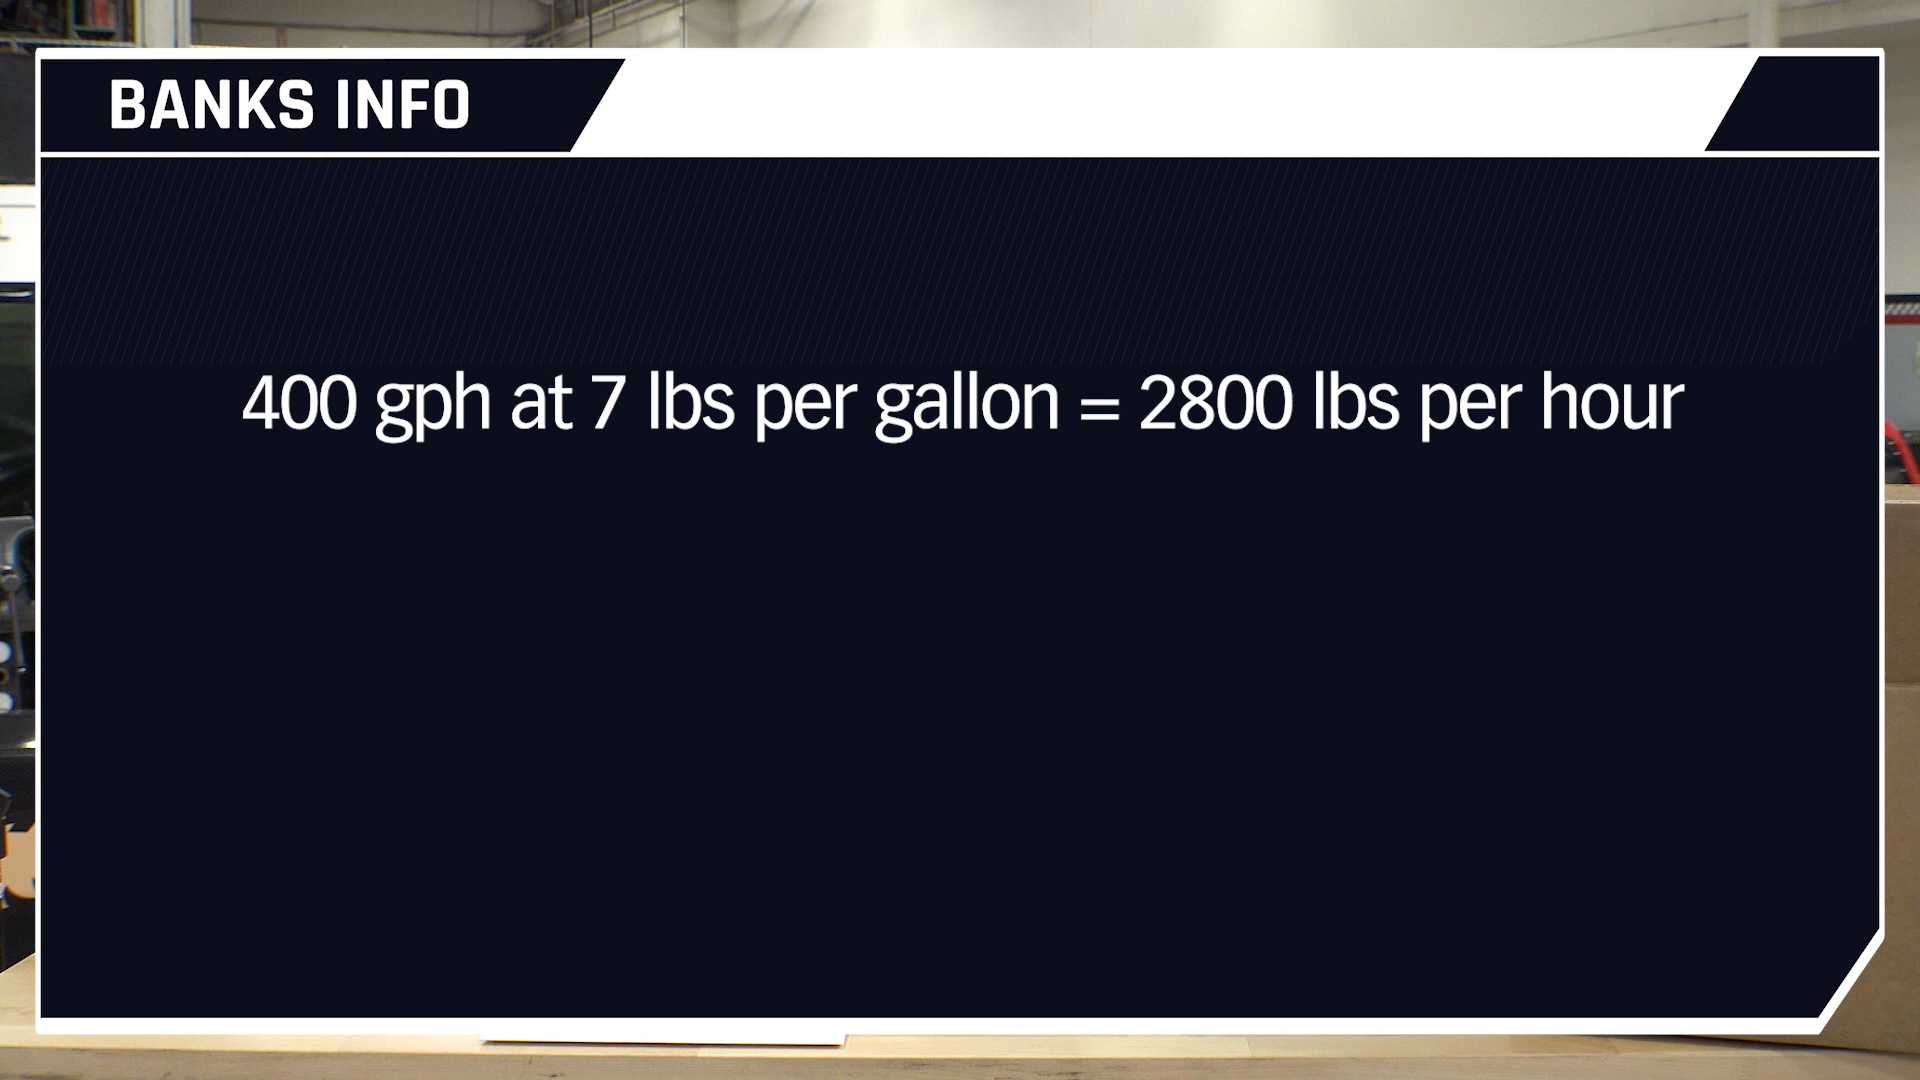 BANKS INFO
400 gph at 7 lbs per gallon = 2800 lbs per hour